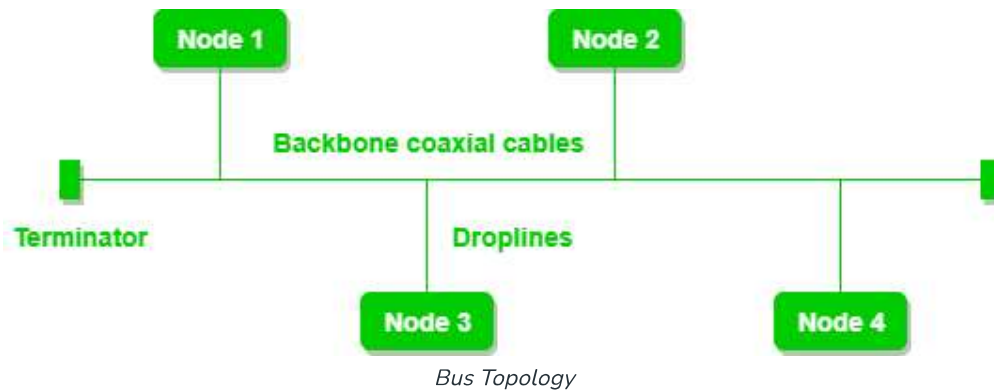 Node 1
Node 2
Backbone coaxial cables
Terminator
Droplines
Node 3
Node 4
Bus Topology